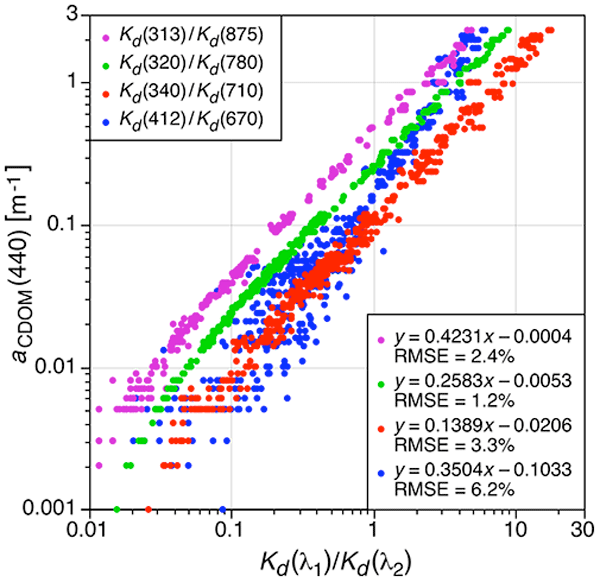 3
1
0.1
0.01
0.001
aCDOM(440) [m-1]
Kd(313)/Kd(875)
Kd(320)/Kd(780)
Kd(340)/Kd(710)
Kd(412)/Kd(670)
y = 0.4231x – 0.0004
RMSE = 2.4%
y = 0.2583x – 0.0053
RMSE = 1.2%
y = 0.1389x – 0.0206
RMSE = 3.3%
y = 0.3504x – 0.1033
RMSE = 6.2%
0.01 0.1 1 10 30
Kd(λ1)/Kd(λ2)